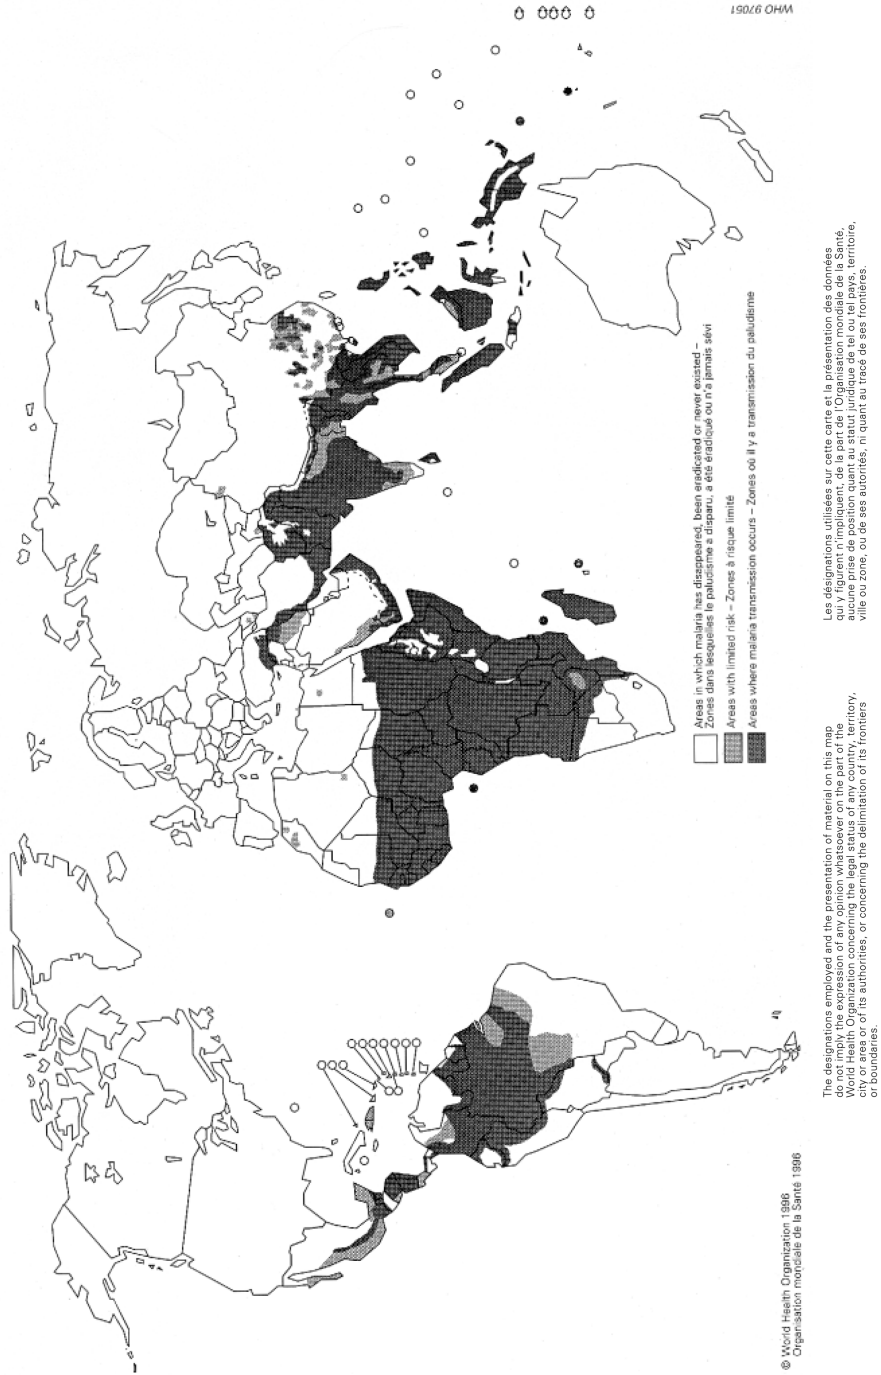 WHO 97061
Areas in which malaria has disappeared, been eradicated or never existed –
Zones dans lesquelles le paludisme a disparu, a été éradiqué ou n'a jamais sévi
Areas with limited risk – Zones à risque limité
Areas where malaria transmission occurs – Zones où il y a transmission du paludisme
© World Health Organization 1996
Organisation mondiale de la Santé 1996
The designations employed and the presentation of material on this map
do not imply the expression of any opinion whatsoever on the part of the
World Health Organization concerning the legal status of any country, territory,
city or area or of its authorities, or concerning the delimitation of its frontiers
or boundaries.
Les désignations utilisées sur cette carte et la présentation des données
qui y figurent n'impliquent, de la part de l'Organisation mondiale de la Santé,
aucune prise de position quant au statut juridique de tel ou tel pays, territoire,
ville ou zone, ou de ses autorités, ni quant au tracé de ses frontières.